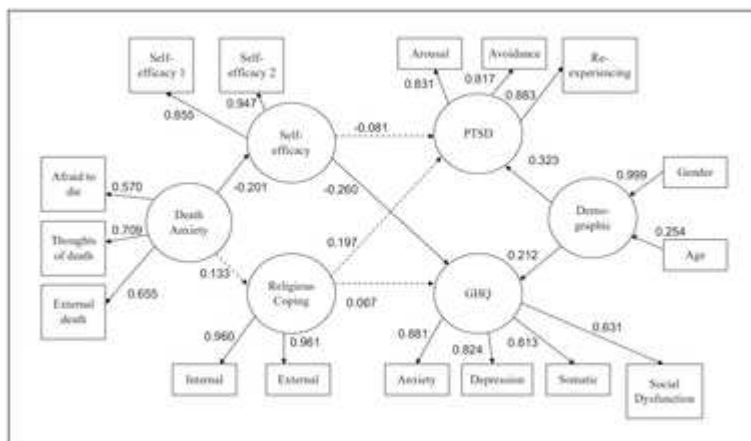 Self-
efficacy 1
Self-
efficacy 2
Arousal
Avoidance
Re-
experiencing
0.855
0.947
0.831
0.817
0.883
Self-
efficacy
-0.081
PTSD
Afraid to
die
0.570
-0.201
-0.260
0.323
Gender
0.999
Thoughts
of death
0.709
Death
Anxiety
Demo-
graphic
0.254
Age
0.197
0.133
0.212
External
death
0.655
Religious
Coping
0.007
GHQ
0.960
0.961
0.881
0.824
0.813
0.631
Internal
External
Anxiety
Depression
Somatic
Social
Dysfunction